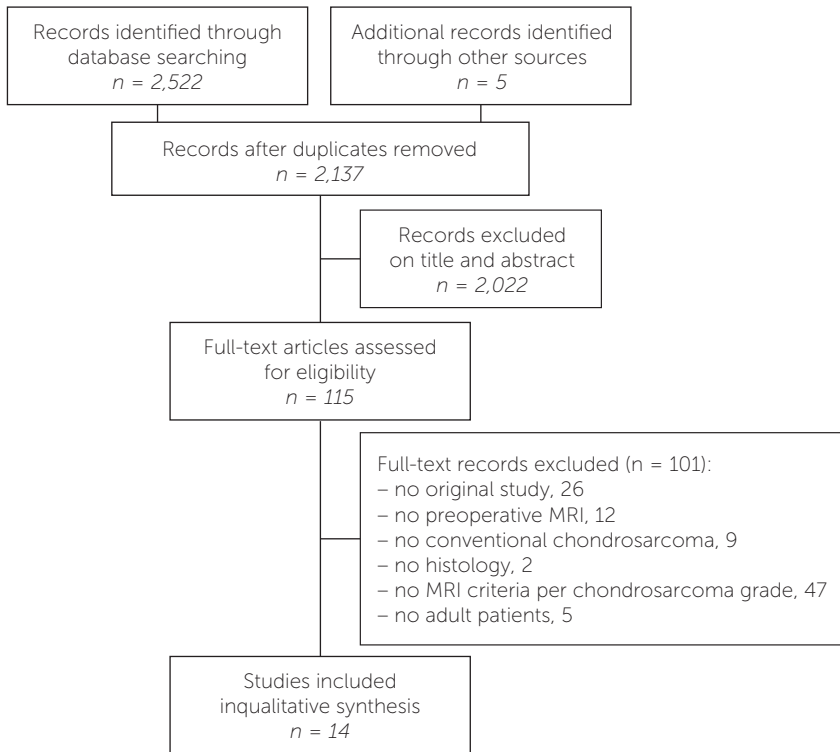 Records identified through
database searching
n = 2,522
Additional records identified
through other sources
n = 5
Records after duplicates removed
n = 2,137
Records excluded
on title and abstract
n = 2,022
Full-text articles assessed
for eligibility
n = 115
Full-text records excluded (n = 101):
– no original study, 26
– no preoperative MRI, 12
– no conventional chondrosarcoma, 9
– no histology, 2
– no MRI criteria per chondrosarcoma grade, 47
– no adult patients, 5
Studies included
inqualitative synthesis
n = 14